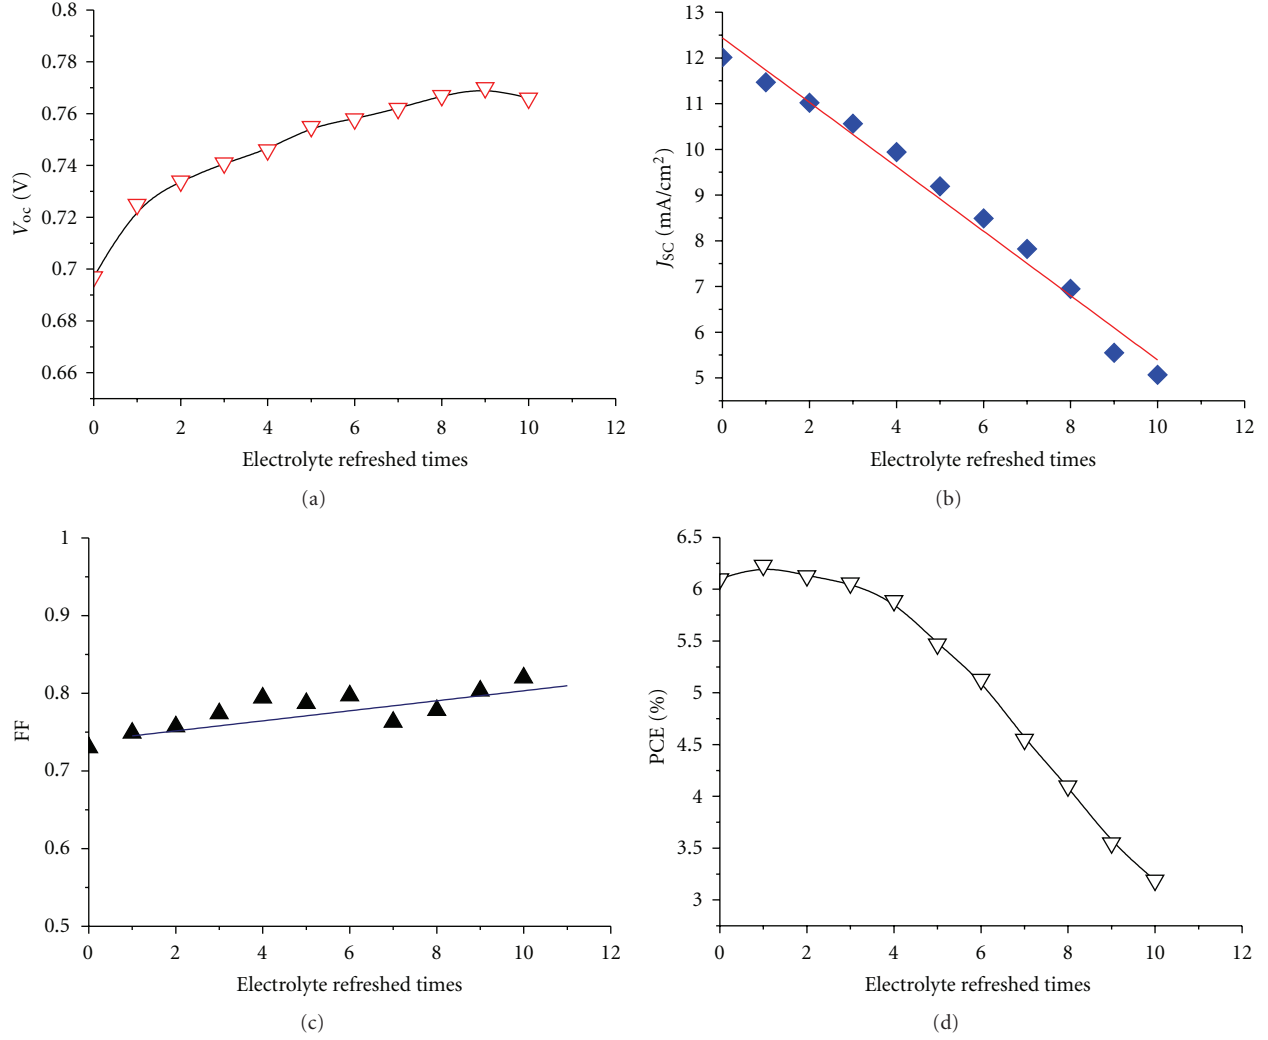 0.8
0.78
0.76
0.74
0.72
0.7
0.68
0.66
V_oc (V)
0 2 4 6 8 10 12
Electrolyte refreshed times
(a)
13
12
11
10
9
8
7
6
5
J_SC (mA/cm²)
0 2 4 6 8 10 12
Electrolyte refreshed times
(b)
1
0.9
0.8
0.7
0.6
0.5
FF
0 2 4 6 8 10 12
Electrolyte refreshed times
(c)
6.5
6
5.5
5
4.5
4
3.5
3
PCE (%)
0 2 4 6 8 10 12
Electrolyte refreshed times
(d)